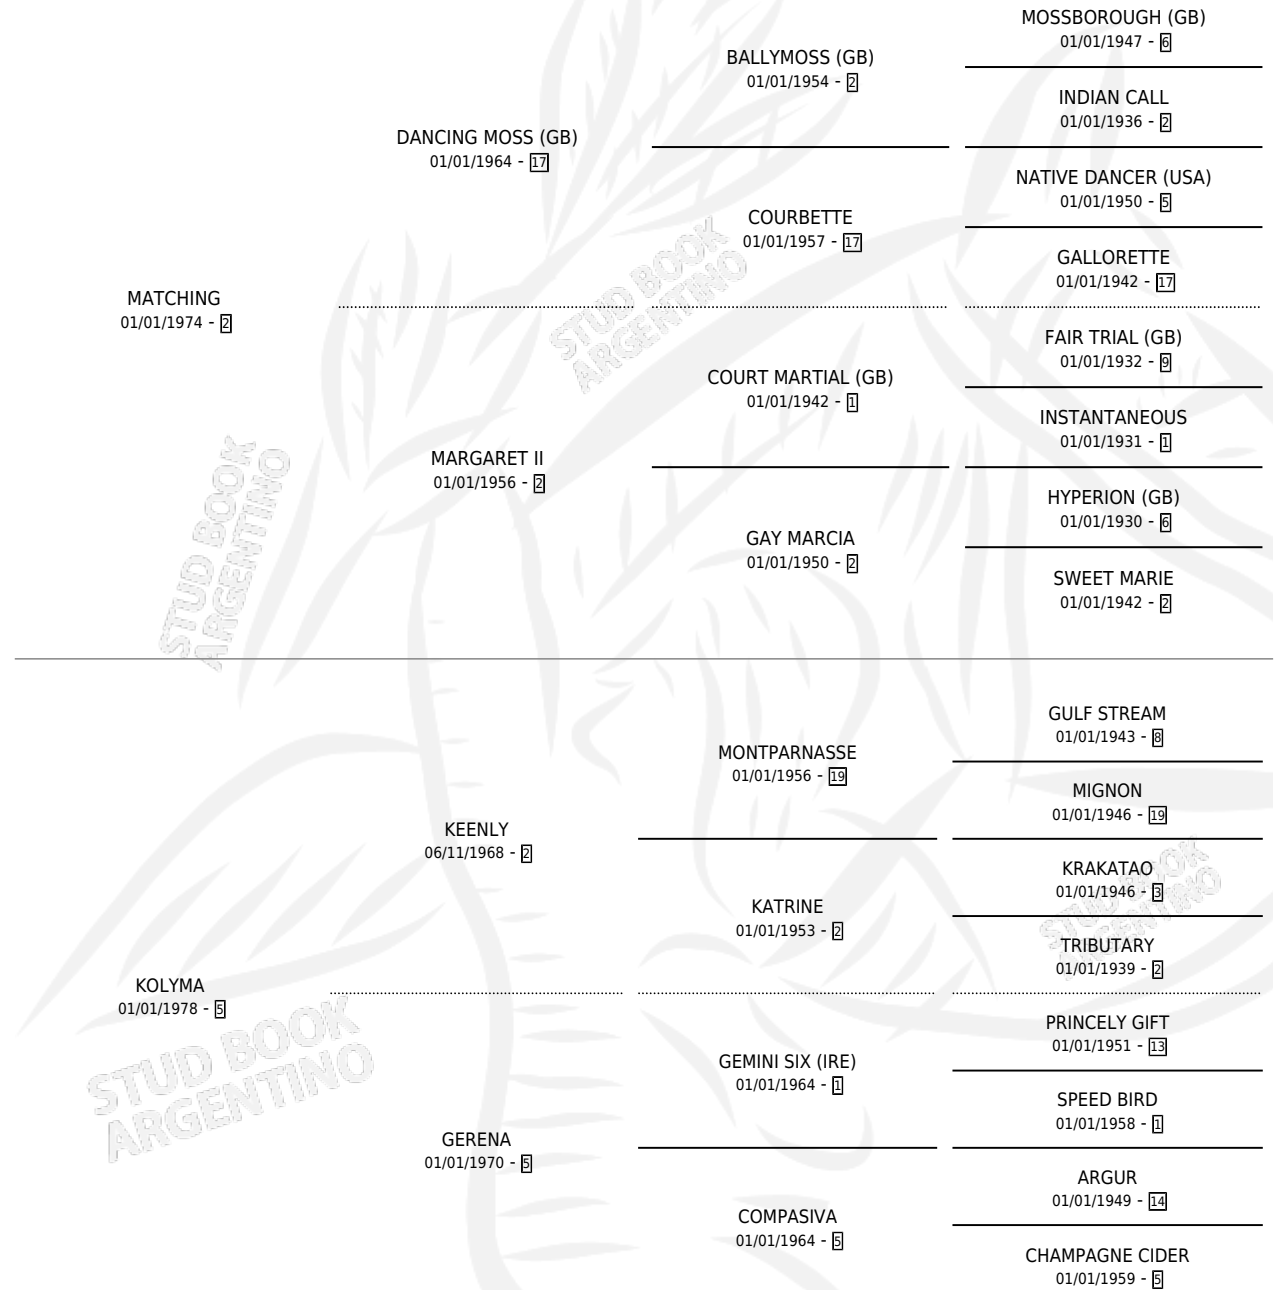 MOSSBOROUGH (GB)
01/01/1947 - 6
BALLYMOSS (GB)
01/01/1954 - 2
INDIAN CALL
01/01/1936 - 2
DANCING MOSS (GB)
01/01/1964 - 17
NATIVE DANCER (USA)
01/01/1950 - 5
COURBETTE
01/01/1957 - 17
GALLORETTE
01/01/1942 - 17
MATCHING
01/01/1974 - 2
FAIR TRIAL (GB)
01/01/1932 - 9
COURT MARTIAL (GB)
01/01/1942 - 1
INSTANTANEOUS
01/01/1931 - 1
MARGARET II
01/01/1956 - 2
HYPERION (GB)
01/01/1930 - 6
GAY MARCIA
01/01/1950 - 2
SWEET MARIE
01/01/1942 - 2
STUD BOOK
ARGENTINO
STUD BOOK
ARGENTINO
GULF STREAM
01/01/1943 - 8
MONTPARNASSE
01/01/1956 - 19
MIGNON
01/01/1946 - 19
KEENLY
06/11/1968 - 2
KRAKATAO
01/01/1946 - 3
KATRINE
01/01/1953 - 2
TRIBUTARY
01/01/1939 - 2
KOLYMA
01/01/1978 - 5
PRINCELY GIFT
01/01/1951 - 13
GEMINI SIX (IRE)
01/01/1964 - 1
SPEED BIRD
01/01/1958 - 1
GERENA
01/01/1970 - 5
ARGUR
01/01/1949 - 14
COMPASIVA
01/01/1964 - 5
CHAMPAGNE CIDER
01/01/1959 - 5
STUD BOOK
ARGENTINO
STUD BOOK
ARGENTINO